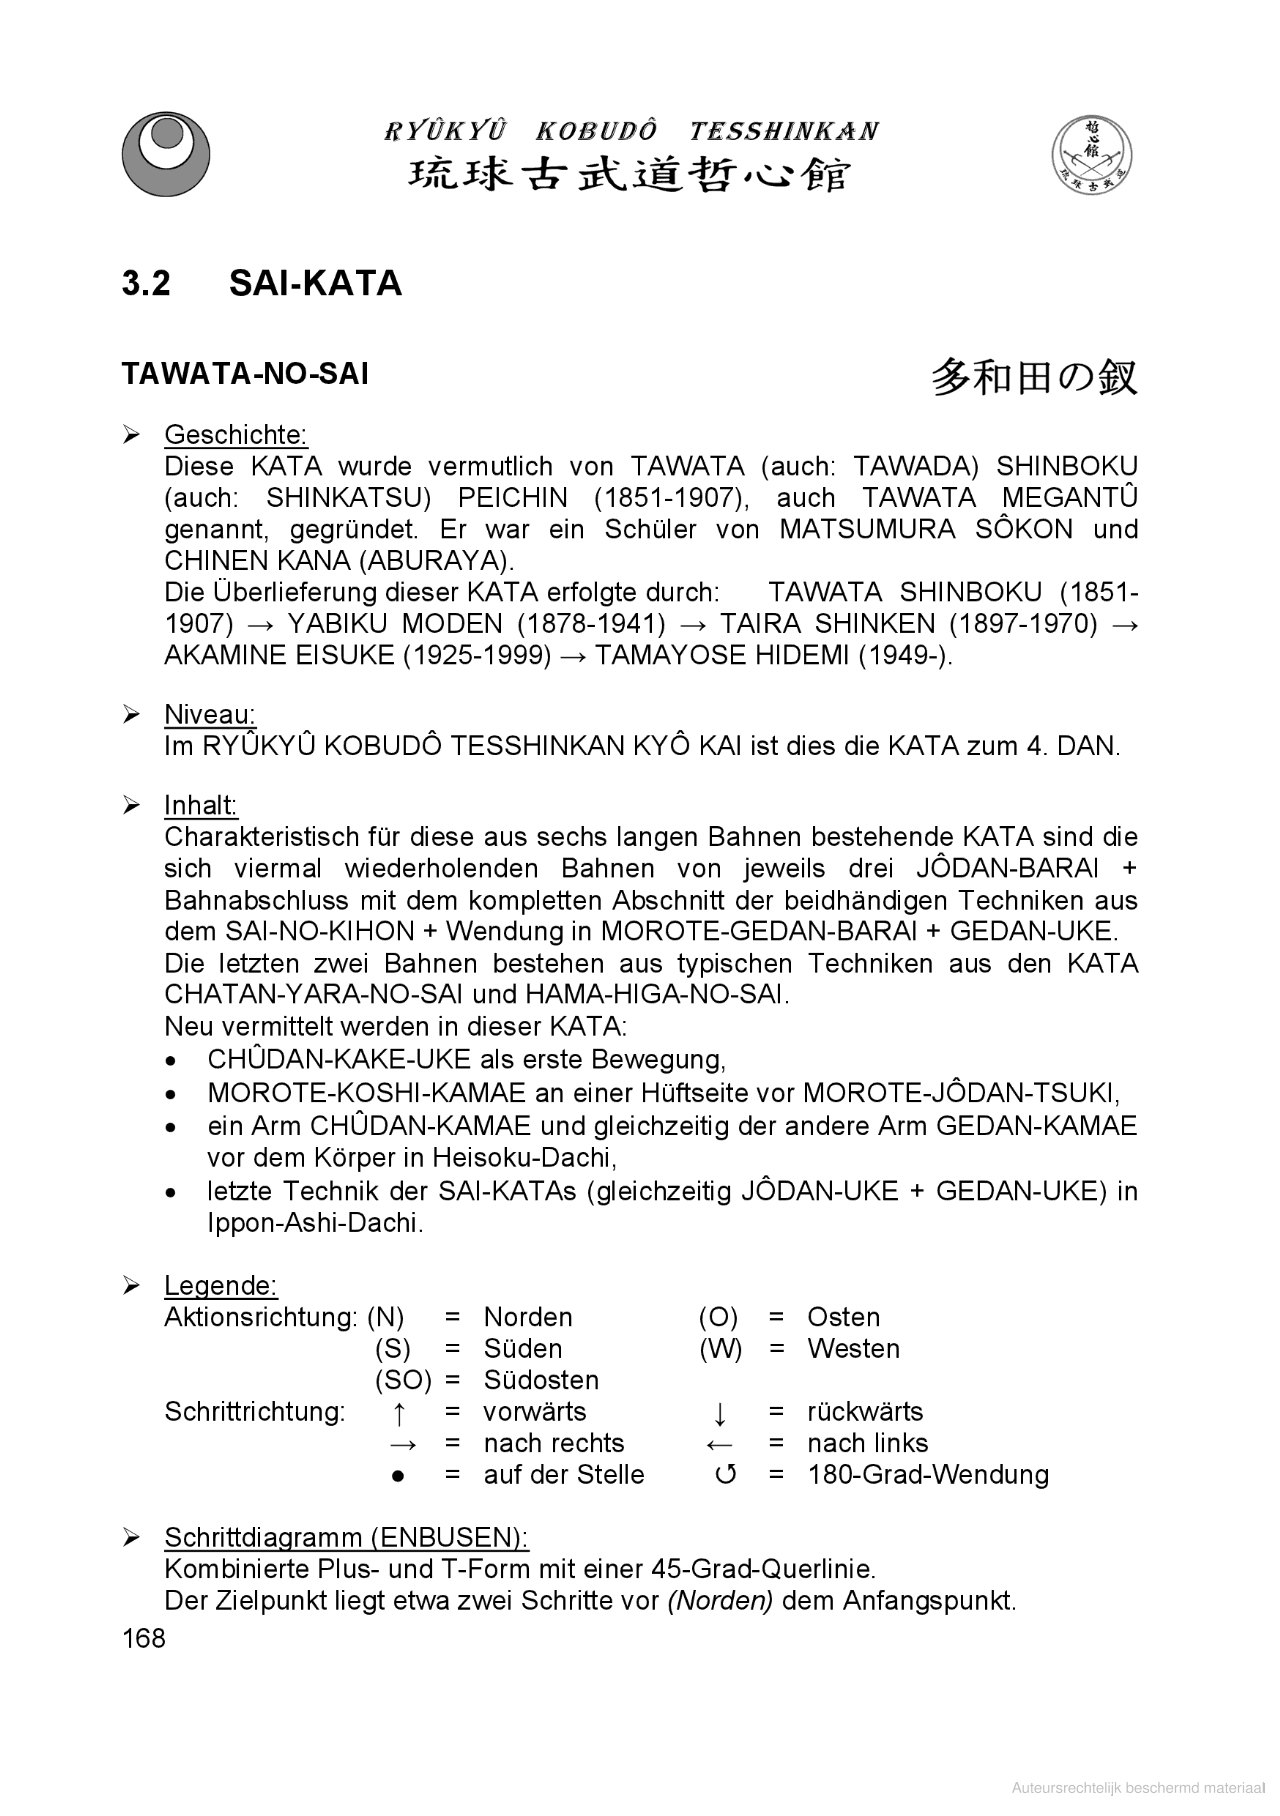 RYÛKYÛ KOBUDÔ TESSHINKAN
琉球古武道哲心館
哲心館
琉球古武道
3.2 SAI-KATA
TAWATA-NO-SAI 多和田の釵
➢ Geschichte:
Diese KATA wurde vermutlich von TAWATA (auch: TAWADA) SHINBOKU
(auch: SHINKATSU) PEICHIN (1851-1907), auch TAWATA MEGANTÛ
genannt, gegründet. Er war ein Schüler von MATSUMURA SÔKON und
CHINEN KANA (ABURAYA).
Die Überlieferung dieser KATA erfolgte durch: TAWATA SHINBOKU (1851-
1907) → YABIKU MODEN (1878-1941) → TAIRA SHINKEN (1897-1970) →
AKAMINE EISUKE (1925-1999) → TAMAYOSE HIDEMI (1949-).
➢ Niveau:
Im RYÛKYÛ KOBUDÔ TESSHINKAN KYÔ KAI ist dies die KATA zum 4. DAN.
➢ Inhalt:
Charakteristisch für diese aus sechs langen Bahnen bestehende KATA sind die
sich viermal wiederholenden Bahnen von jeweils drei JÔDAN-BARAI +
Bahnabschluss mit dem kompletten Abschnitt der beidhändigen Techniken aus
dem SAI-NO-KIHON + Wendung in MOROTE-GEDAN-BARAI + GEDAN-UKE.
Die letzten zwei Bahnen bestehen aus typischen Techniken aus den KATA
CHATAN-YARA-NO-SAI und HAMA-HIGA-NO-SAI.
Neu vermittelt werden in dieser KATA:
• CHÛDAN-KAKE-UKE als erste Bewegung,
• MOROTE-KOSHI-KAMAE an einer Hüftseite vor MOROTE-JÔDAN-TSUKI,
• ein Arm CHÛDAN-KAMAE und gleichzeitig der andere Arm GEDAN-KAMAE
vor dem Körper in Heisoku-Dachi,
• letzte Technik der SAI-KATAs (gleichzeitig JÔDAN-UKE + GEDAN-UKE) in
Ippon-Ashi-Dachi.
➢ Legende:
Aktionsrichtung: (N) = Norden (O) = Osten
(S) = Süden (W) = Westen
(SO) = Südosten
Schrittrichtung: ↑ = vorwärts ↓ = rückwärts
→ = nach rechts ← = nach links
● = auf der Stelle ↺ = 180-Grad-Wendung
➢ Schrittdiagramm (ENBUSEN):
Kombinierte Plus- und T-Form mit einer 45-Grad-Querlinie.
Der Zielpunkt liegt etwa zwei Schritte vor (Norden) dem Anfangspunkt.
168
Auteursrechtelijk beschermd materiaal